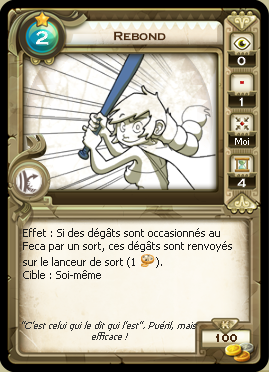 2
Rebond
0
1
Moi
4
Effet : Si des dégâts sont occasionnés au
Feca par un sort, ces dégâts sont renvoyés
sur le lanceur de sort (1 ).
Cible : Soi-même
"C'est celui qui le dit qui l'est". Puéril, mais
efficace !
100